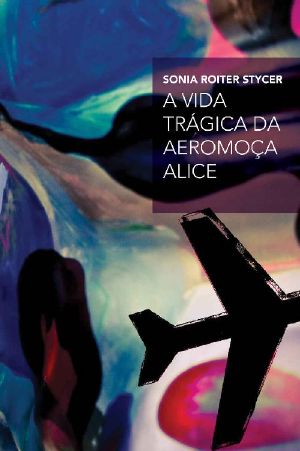 SONIA ROITER STYCER
A VIDA
TRÁGICA DA
AEROMOÇA
ALICE